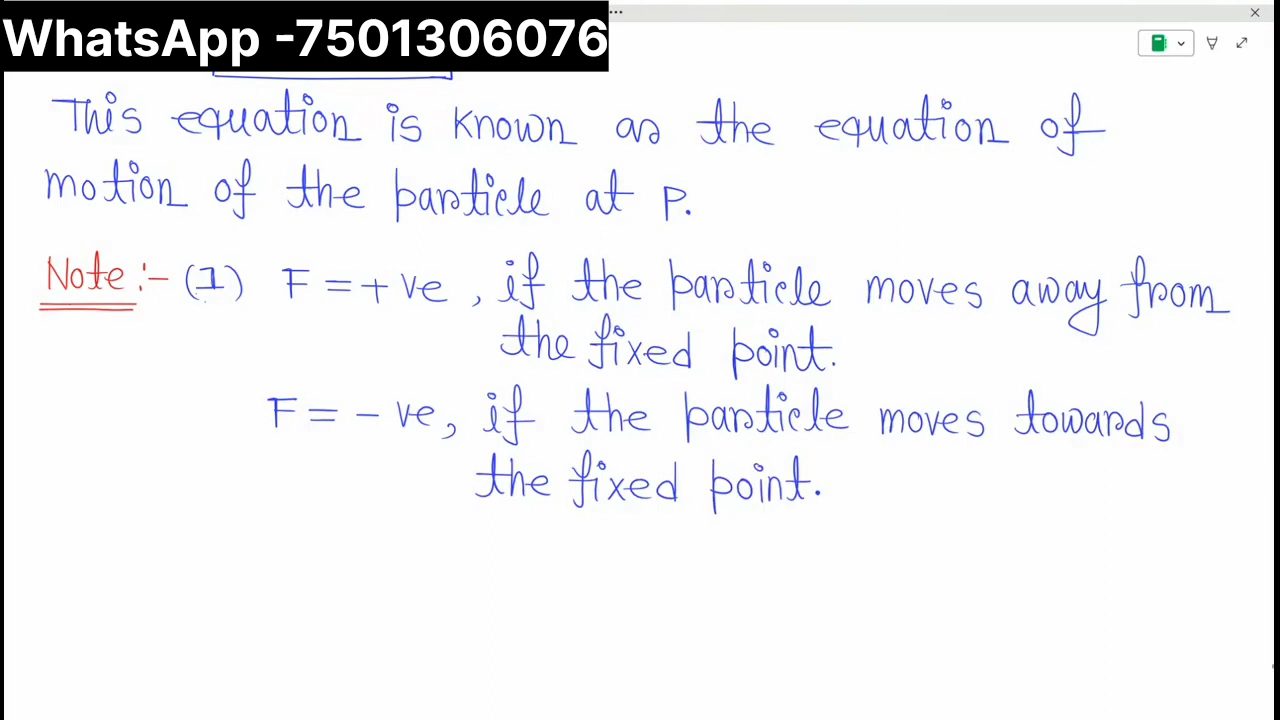 WhatsApp -7501306076
This equation is known as the equation of
motion of the particle at P.
Note :- (1) F = + ve, if the particle moves away from
the fixed point.
F = - ve, if the particle moves towards
the fixed point.